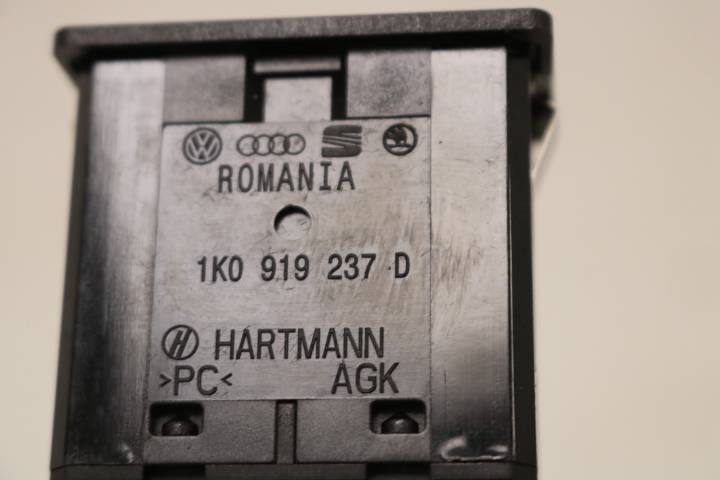 ROMANIA
1K0 919 237 D
HARTMANN
>PC< AGK